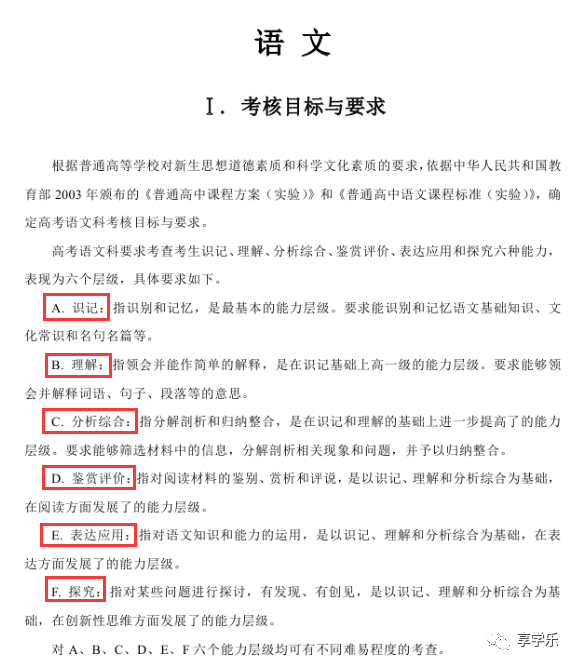 语 文
Ⅰ. 考核目标与要求
根据普通高等学校对新生思想道德素质和科学文化素质的要求,依据中华人民共和国教
育部 2003 年颁布的《普通高中课程方案(实验)》和《普通高中语文课程标准(实验)》,确
定高考语文科考核目标与要求。
高考语文科要求考查考生识记、理解、分析综合、鉴赏评价、表达应用和探究六种能力,
表现为六个层级,具体要求如下。
A. 识记:指识别和记忆,是最基本的能力层级。要求能识别和记忆语文基础知识、文
化常识和名句名篇等。
B. 理解:指领会并能作简单的解释,是在识记基础上高一级的能力层级。要求能够领
会并解释词语、句子、段落等的意思。
C. 分析综合:指分解剖析和归纳整合,是在识记和理解的基础上进一步提高了的能力
层级。要求能够筛选材料中的信息,分解剖析相关现象和问题,并予以归纳整合。
D. 鉴赏评价:指对阅读材料的鉴别、赏析和评说,是以识记、理解和分析综合为基础,
在阅读方面发展了的能力层级。
E. 表达应用:指对语文知识和能力的运用,是以识记、理解和分析综合为基础,在表
达方面发展了的能力层级。
F. 探究:指对某些问题进行探讨,有发现、有创见,是以识记、理解和分析综合为基
础,在创新性思维方面发展了的能力层级。
对 A、B、C、D、E、F 六个能力层级均可有不同难易程度的考查。
享学乐